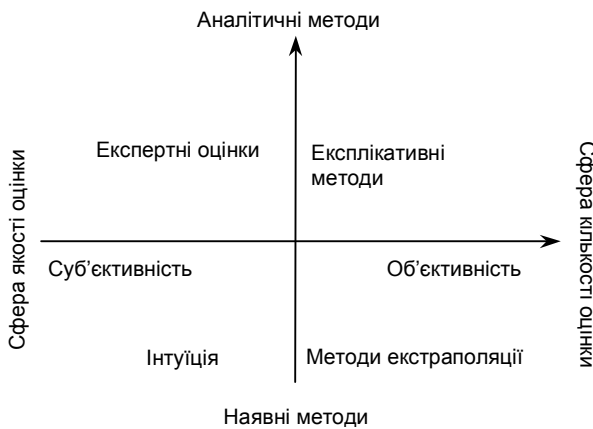 Аналітичні методи
Експертні оцінки
Експлікативні
методи
Сфера якості оцінки
Сфера кількості оцінки
Суб’єктивність
Об’єктивність
Інтуїція
Методи екстраполяції
Наявні методи